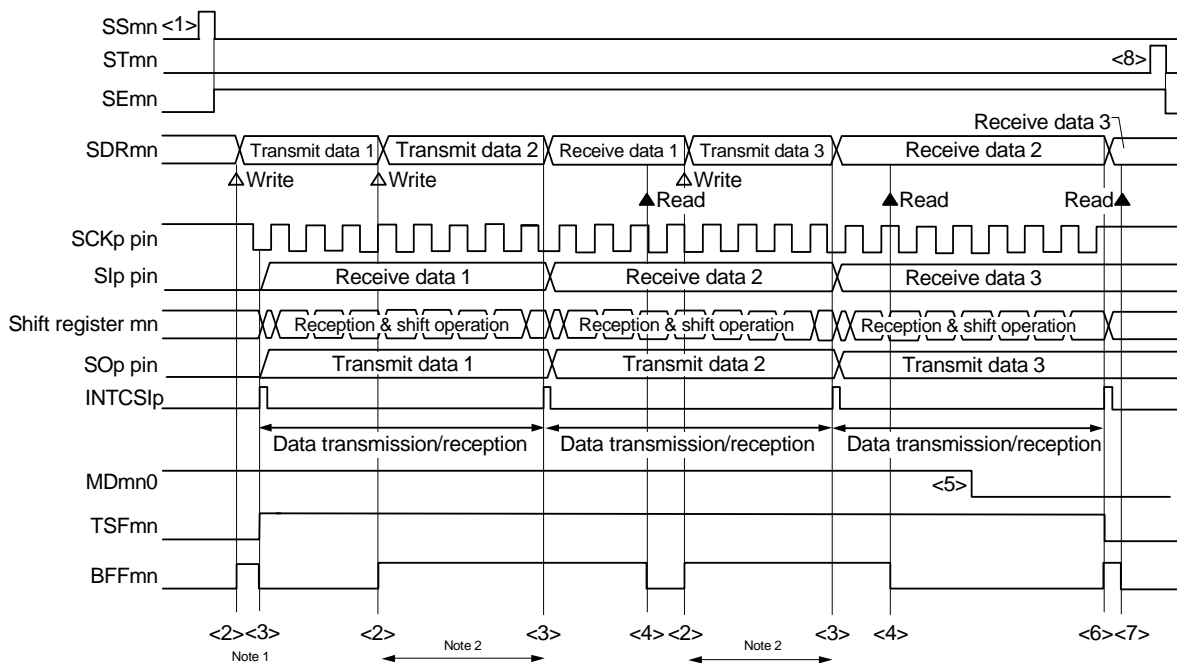 SSmn <1>
STmn <8>
SEmn
Receive data 3
SDRmn Transmit data 1 Transmit data 2 Receive data 1 Transmit data 3 Receive data 2
Write Write Write
Read Read Read
SCKp pin
SIp pin Receive data 1 Receive data 2 Receive data 3
Shift register mn Reception & shift operation Reception & shift operation Reception & shift operation
SOp pin Transmit data 1 Transmit data 2 Transmit data 3
INTCSIp
Data transmission/reception Data transmission/reception Data transmission/reception
MDmn0 <5>
TSFmn
BFFmn
<2> <3> <2> <3> <4> <2> <3> <4> <6> <7>
Note 1 Note 2 Note 2